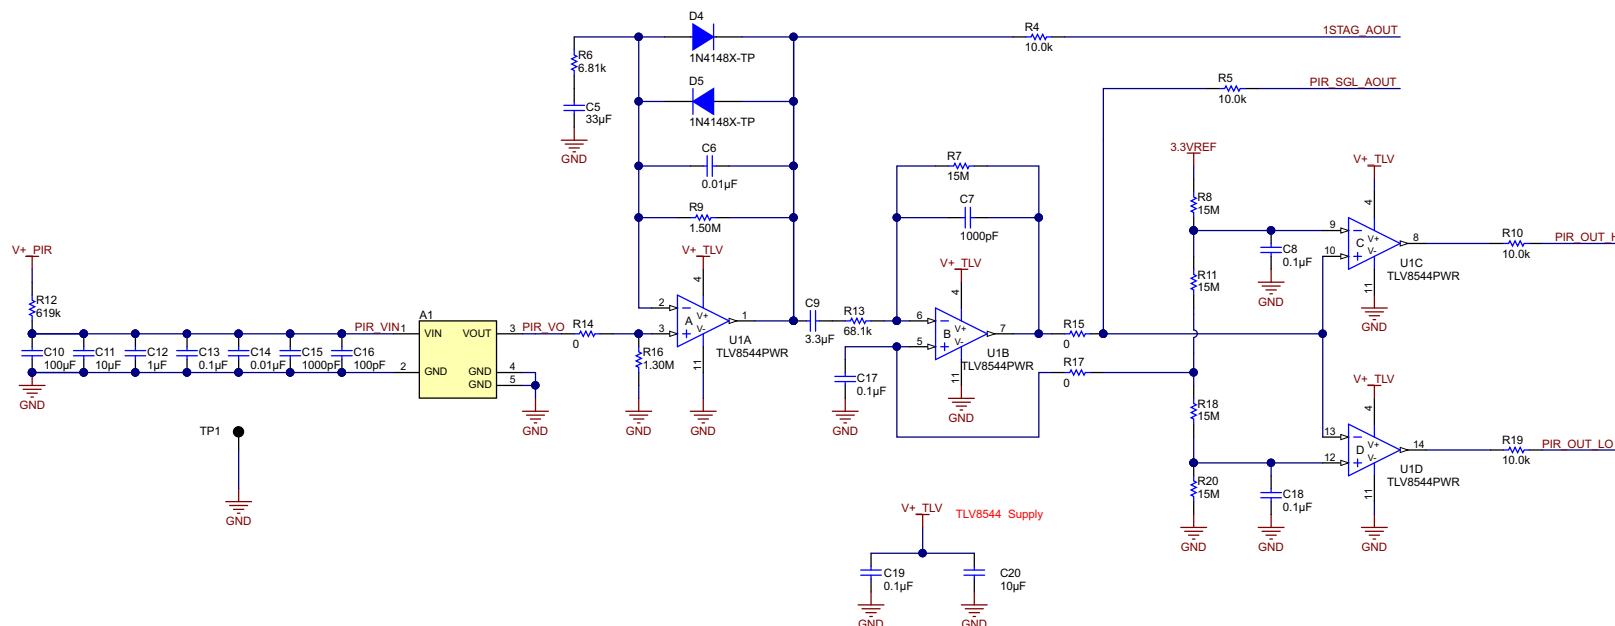 D4
1N4148X-TP
R4
10.0k
1STAG_AOUT
R6
6.81k
C5
33µF
GND
D5
1N4148X-TP
R5
10.0k
PIR_SGL_AOUT
C6
0.01µF
R9
1.50M
R7
15M
C7
1000pF
3.3VREF
R8
15M
V+_TLV
4
9
C
V+
V-
10
8
11
U1C
TLV8544PWR
GND
R10
10.0k
PIR_OUT_H
C8
0.1µF
GND
R11
15M
V+_PIR
R12
619k
PIR_VIN
1
C10
100µF
C11
10µF
C12
1µF
C13
0.1µF
C14
0.01µF
C15
1000pF
C16
100pF
GND
2
A1
VIN
VOUT
GND
GND
GND
3
4
5
PIR_VO
GND
R14
0
R16
1.30M
GND
V+_TLV
4
2
A
V+
V-
3
1
11
U1A
TLV8544PWR
GND
C9
3.3µF
R13
68.1k
V+_TLV
4
6
B
V+
V-
5
7
11
U1B
TLV8544PWR
GND
C17
0.1µF
GND
R15
0
R17
0
R18
15M
R20
15M
GND
C18
0.1µF
GND
V+_TLV
4
13
D
V+
V-
12
14
11
U1D
TLV8544PWR
GND
R19
10.0k
PIR_OUT_LO
TP1
GND
V+_TLV
TLV8544 Supply
C19
0.1µF
GND
C20
10µF
GND